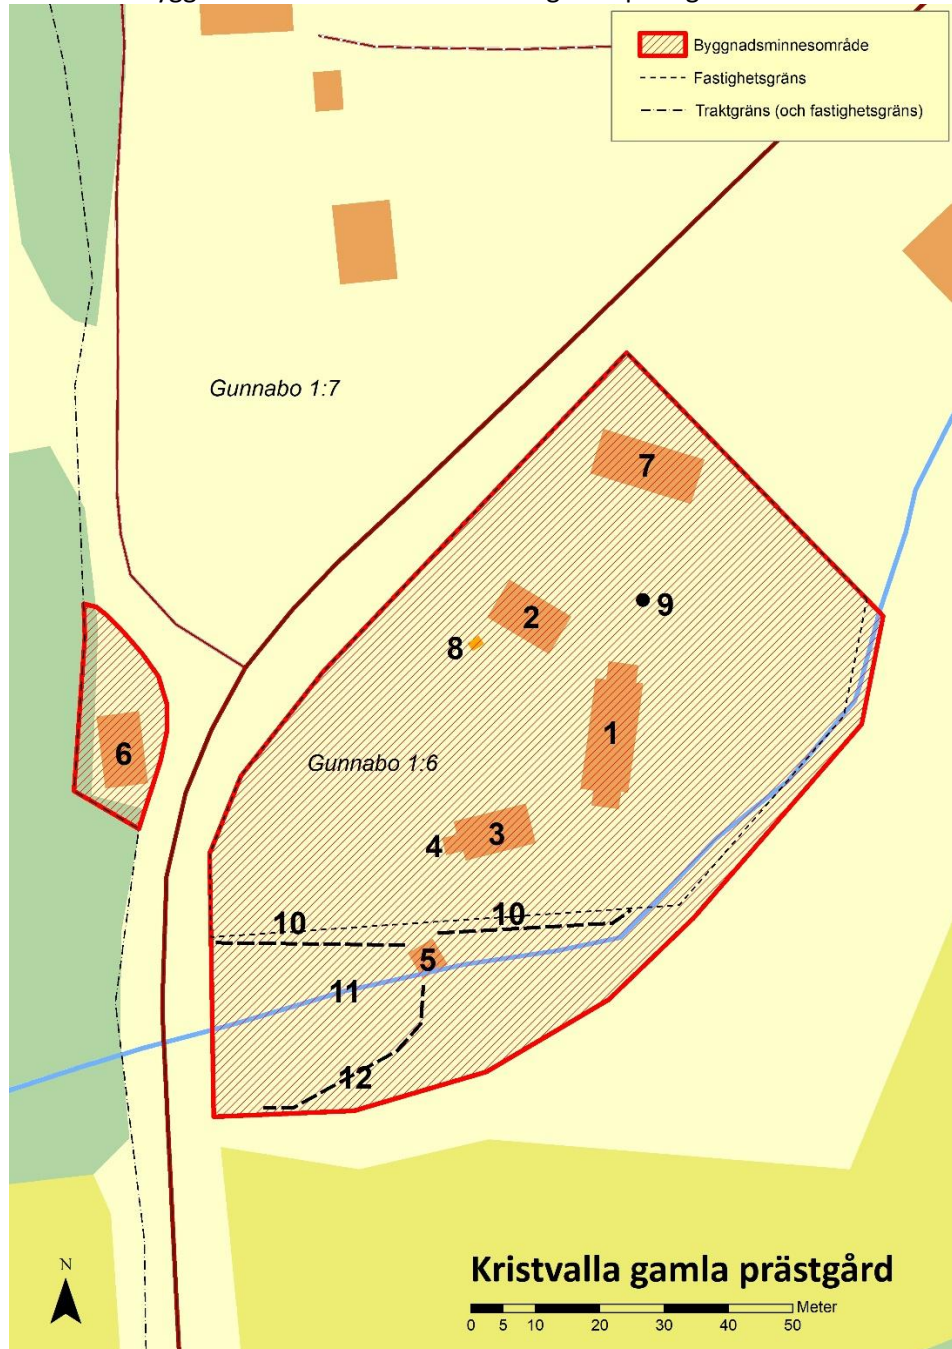 Byggnadsminnesområde
Fastighetsgräns
Traktgräns (och fastighetsgräns)
Gunnabo 1:7
7
2
9
8
1
6
Gunnabo 1:6
3
4
10
10
5
11
12
Kristvalla gamla prästgård
N
Meter
0 5 10 20 30 40 50